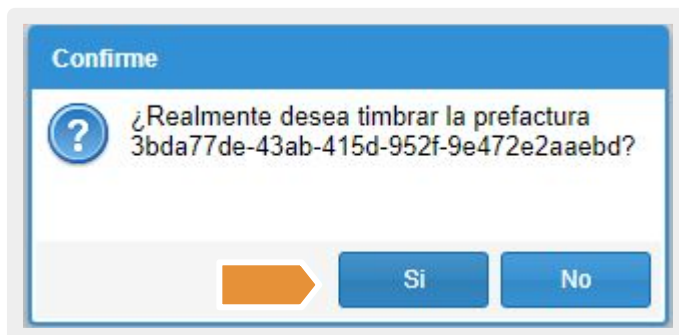 Confirme
¿Realmente desea timbrar la prefactura
3bda77de-43ab-415d-952f-9e472e2aaebd?
Si
No